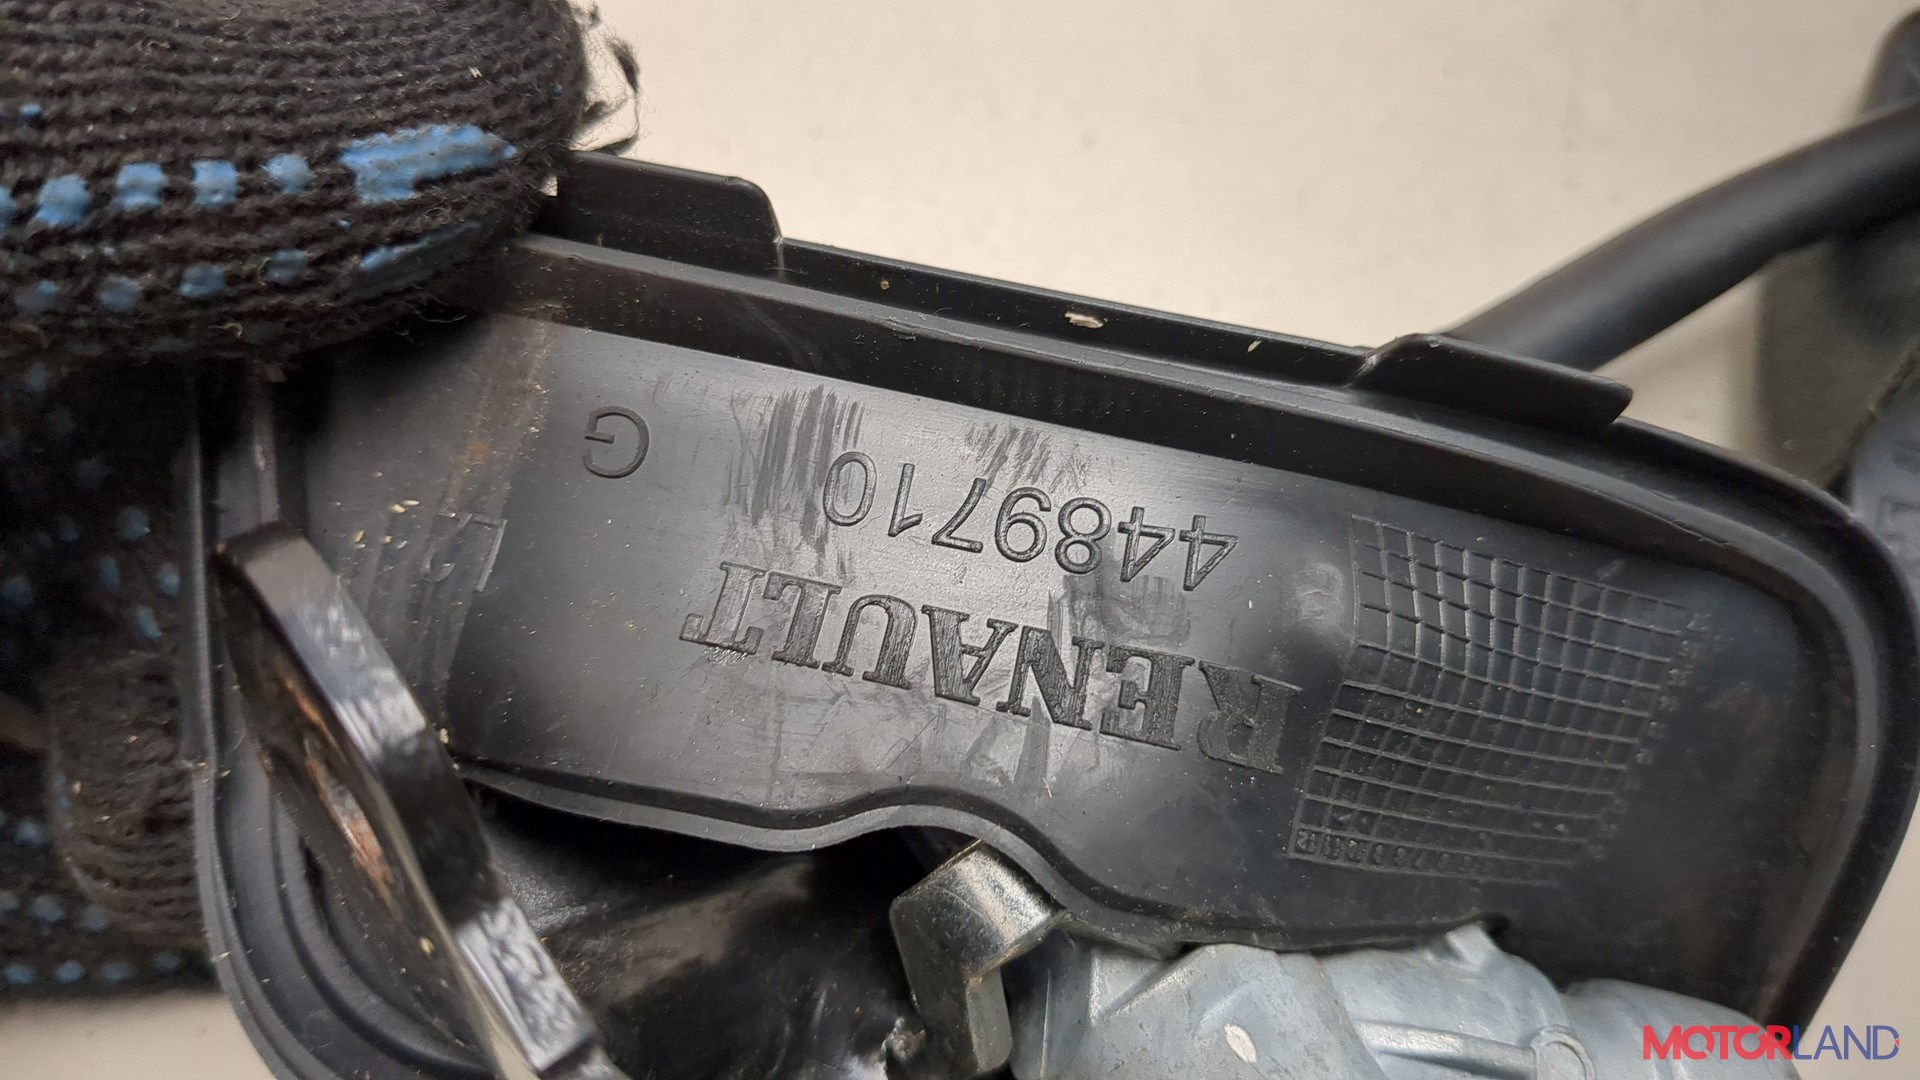 RENAULT
4489710
G
MOTORLAND